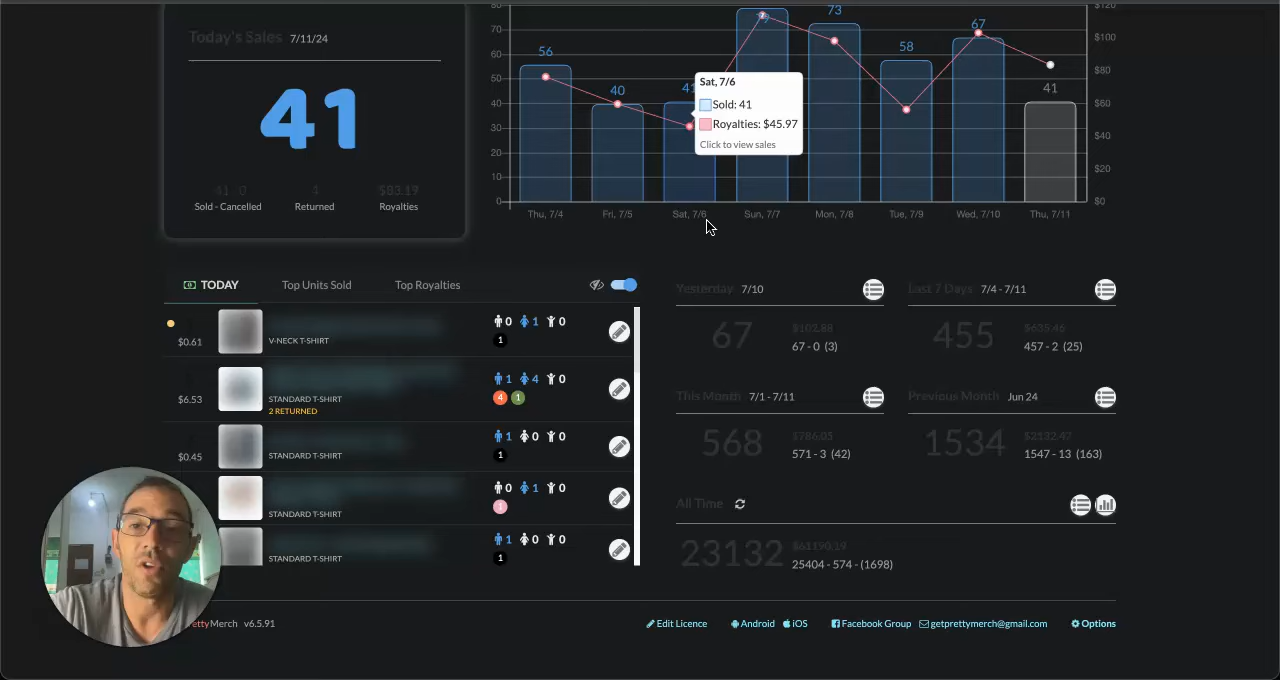 Today's Sales 7/11/24
41
41 - 0 1 $83.19
Sold - Cancelled Returned Royalties
80 $120
70 $100
60 $80
50 $60
40 $40
30 $20
20 $0
10
0
56 40 41 79 73 58 67 41
Sat, 7/6
Sold: 41
Royalties: $45.97
Click to view sales
Thu, 7/4 Fri, 7/5 Sat, 7/6 Sun, 7/7 Mon, 7/8 Tue, 7/9 Wed, 7/10 Thu, 7/11
TODAY Top Units Sold Top Royalties
0 1 0
$0.61 V-NECK T-SHIRT 1
1 4 0
$6.53 STANDARD T-SHIRT 4 1
2 RETURNED
1 0 0
$0.45 STANDARD T-SHIRT 1
0 1 0
1
STANDARD T-SHIRT
1 0 0
STANDARD T-SHIRT 1
Yesterday 7/10
67 $102.88
67 - 0 (3)
Last 7 Days 7/4 - 7/11
455 $635.46
457 - 2 (25)
This Month 7/1 - 7/11
568 $786.05
571 - 3 (42)
Previous Month Jun 24
1534 $2132.47
1547 - 13 (163)
All Time
23132 $61190.19
25404 - 574 - (1698)
ettyMerch v6.5.91
Edit Licence Android iOS Facebook Group getprettymerch@gmail.com Options